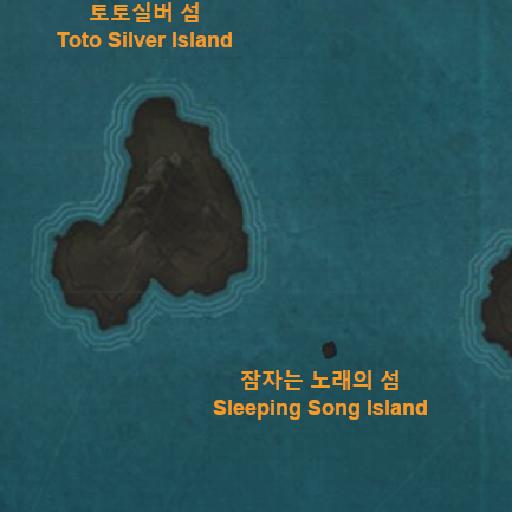 토토실버 섬
Toto Silver Island
잠자는 노래의 섬
Sleeping Song Island